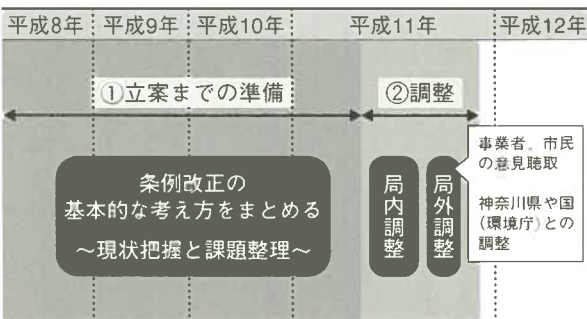 平成8年 平成9年 平成10年 平成11年 平成12年
①立案までの準備 ②調整
条例改正の
基本的な考え方をまとめる
～現状把握と課題整理～
局内調整
局外調整
事業者、市民
の意見聴取
神奈川県や国
(環境庁)との
調整